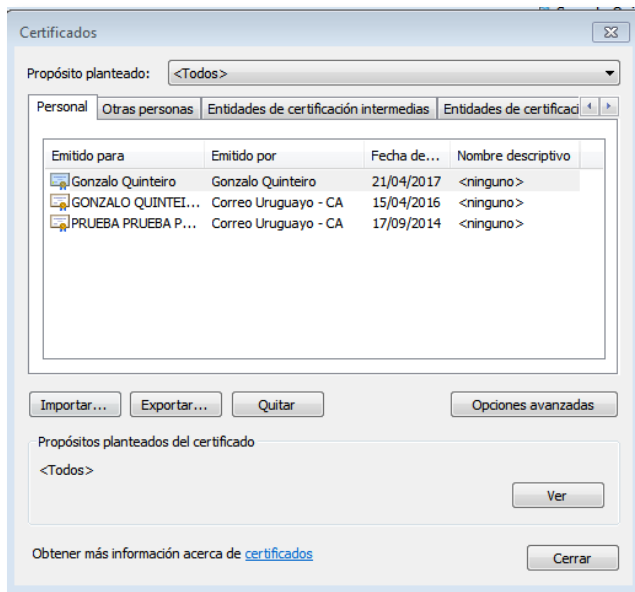 Certificados
Propósito planteado: <Todos>
Personal Otras personas Entidades de certificación intermedias Entidades de certificaci
Emitido para Emitido por Fecha de... Nombre descriptivo
Gonzalo Quinteiro Gonzalo Quinteiro 21/04/2017 <ninguno>
GONZALO QUINTEI... Correo Uruguayo - CA 15/04/2016 <ninguno>
PRUEBA PRUEBA P... Correo Uruguayo - CA 17/09/2014 <ninguno>
Importar... Exportar... Quitar Opciones avanzadas
Propósitos planteados del certificado
<Todos>
Ver
Obtener más información acerca de certificados
Cerrar